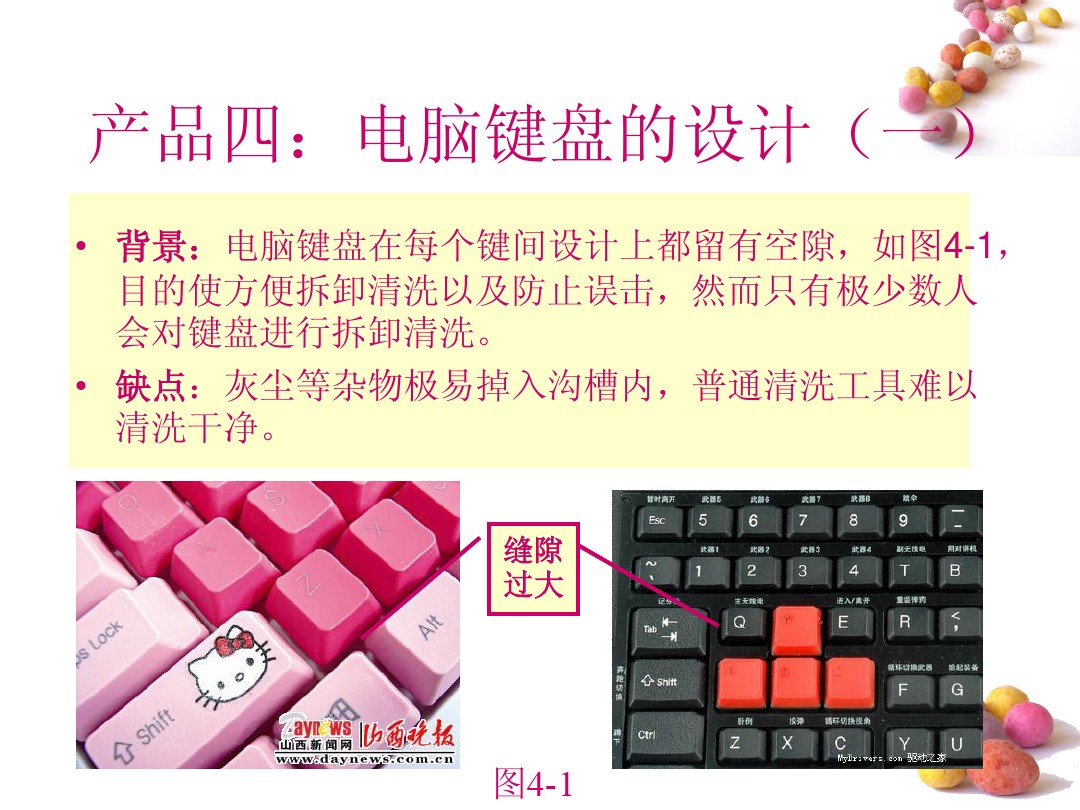 产品四：电脑键盘的设计（一）
• 背景：电脑键盘在每个键间设计上都留有空隙，如图4-1，
目的使方便拆卸清洗以及防止误击，然而只有极少数人
会对键盘进行拆卸清洗。
• 缺点：灰尘等杂物极易掉入沟槽内，普通清洗工具难以
清洗干净。
Q
A
S
X
Z
ps Lock
Alt
Shift
Daynews 山西晚报
山西新闻网
www.daynews.com.cn
缝隙
过大
暂时离开 武器5 武器6 武器7 武器8 跳伞
Esc 5 6 7 8 9 —
武器1 武器2 武器3 武器4 副无线电 用对讲机
~ 1 2 3 4 T B
主无线电 进入/离开 重装弹药
Tab Q W E R < ,
奔跑切换
循环切换武器 拾起装备
Shift F G
蹲下
卧倒 投弹 循环切换视角
Ctrl Z X C Y U
MyDrivers.com 驱动之家
图4-1